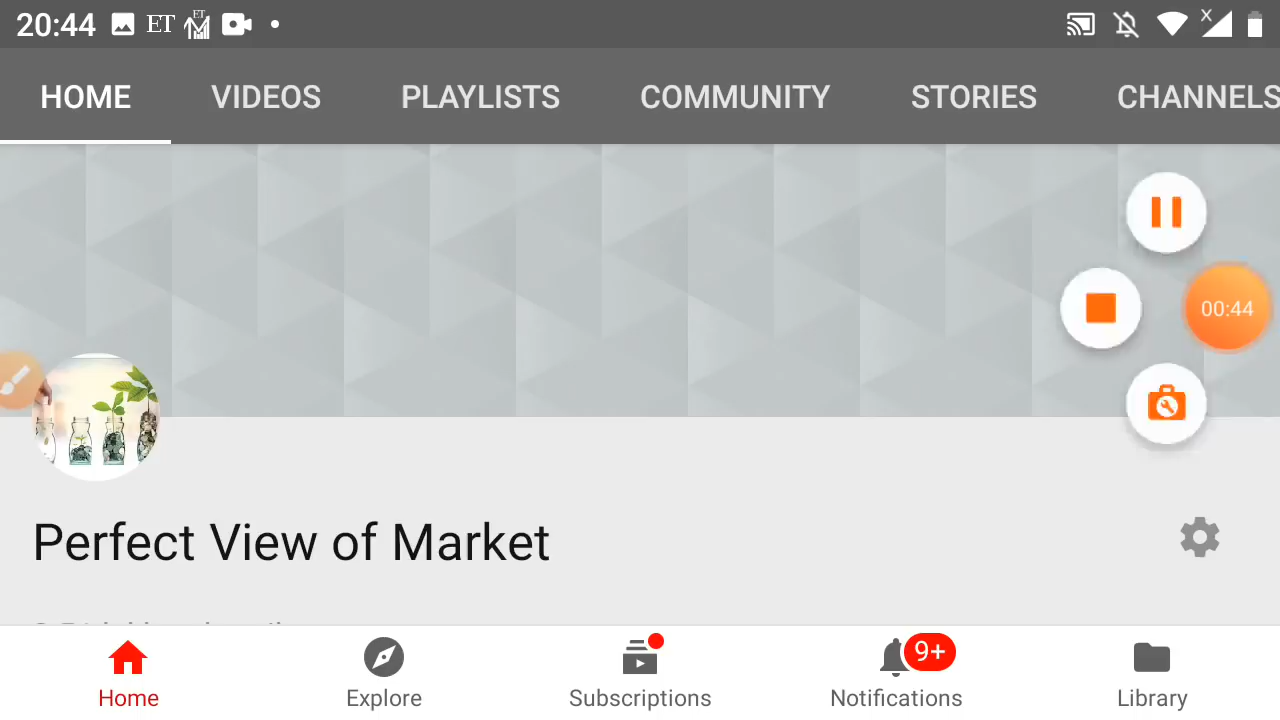 20:44 ET ET
HOME VIDEOS PLAYLISTS COMMUNITY STORIES CHANNELS
00:44
Perfect View of Market
Home Explore Subscriptions Notifications 9+ Library